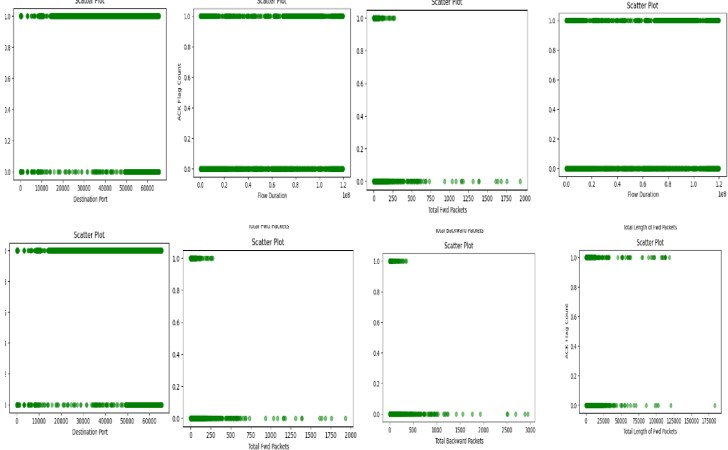 Scatter Plot
1.0
0.8
0.6
0.4
0.2
0.0
0 10000 20000 30000 40000 50000 60000
Destination Port
Scatter Plot
ACK Flag Count
1.0
0.8
0.6
0.4
0.2
0.0
0.0 0.2 0.4 0.6 0.8 1.0 1.2
1e8
Flow Duration
Scatter Plot
1.0
0.8
0.6
0.4
0.2
0.0
0 250 500 750 1000 1250 1500 1750 2000
Total Fwd Packets
Scatter Plot
1.0
0.8
0.6
0.4
0.2
0.0
0.0 0.2 0.4 0.6 0.8 1.0 1.2
1e8
Flow Duration
Scatter Plot
0 10000 20000 30000 40000 50000 60000
Destination Port
Total Fwd Packets
Scatter Plot
1.0
0.8
0.6
0.4
0.2
0.0
0 250 500 750 1000 1250 1500 1750 2000
Total Fwd Packets
Total Backward Packets
Scatter Plot
1.0
0.8
0.6
0.4
0.2
0.0
0 500 1000 1500 2000 2500 3000
Total Backward Packets
Total Length of Fwd Packets
Scatter Plot
ACK Flag Count
1.0
0.8
0.6
0.4
0.2
0.0
0 25000 50000 75000 100000 125000 150000 175000
Total Length of Fwd Packets